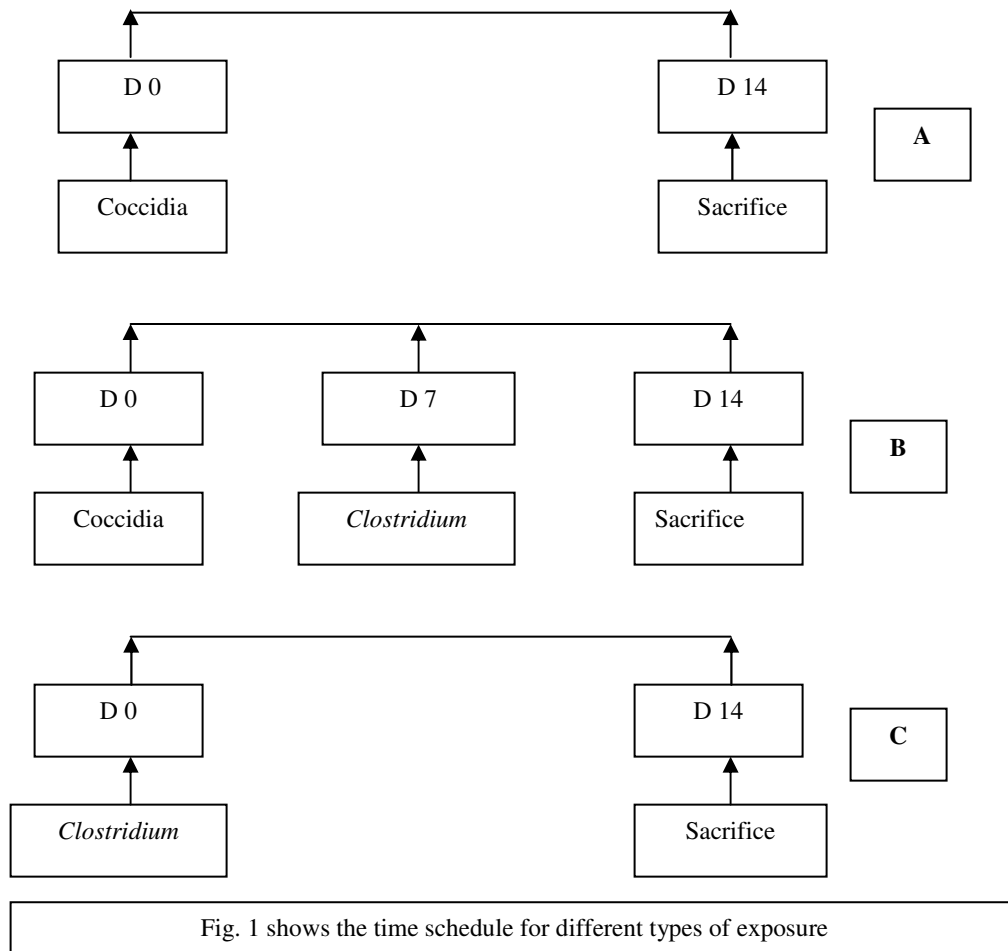 D 0
D 14
A
Coccidia
Sacrifice
D 0
D 7
D 14
B
Coccidia
Clostridium
Sacrifice
D 0
D 14
C
Clostridium
Sacrifice
Fig. 1 shows the time schedule for different types of exposure